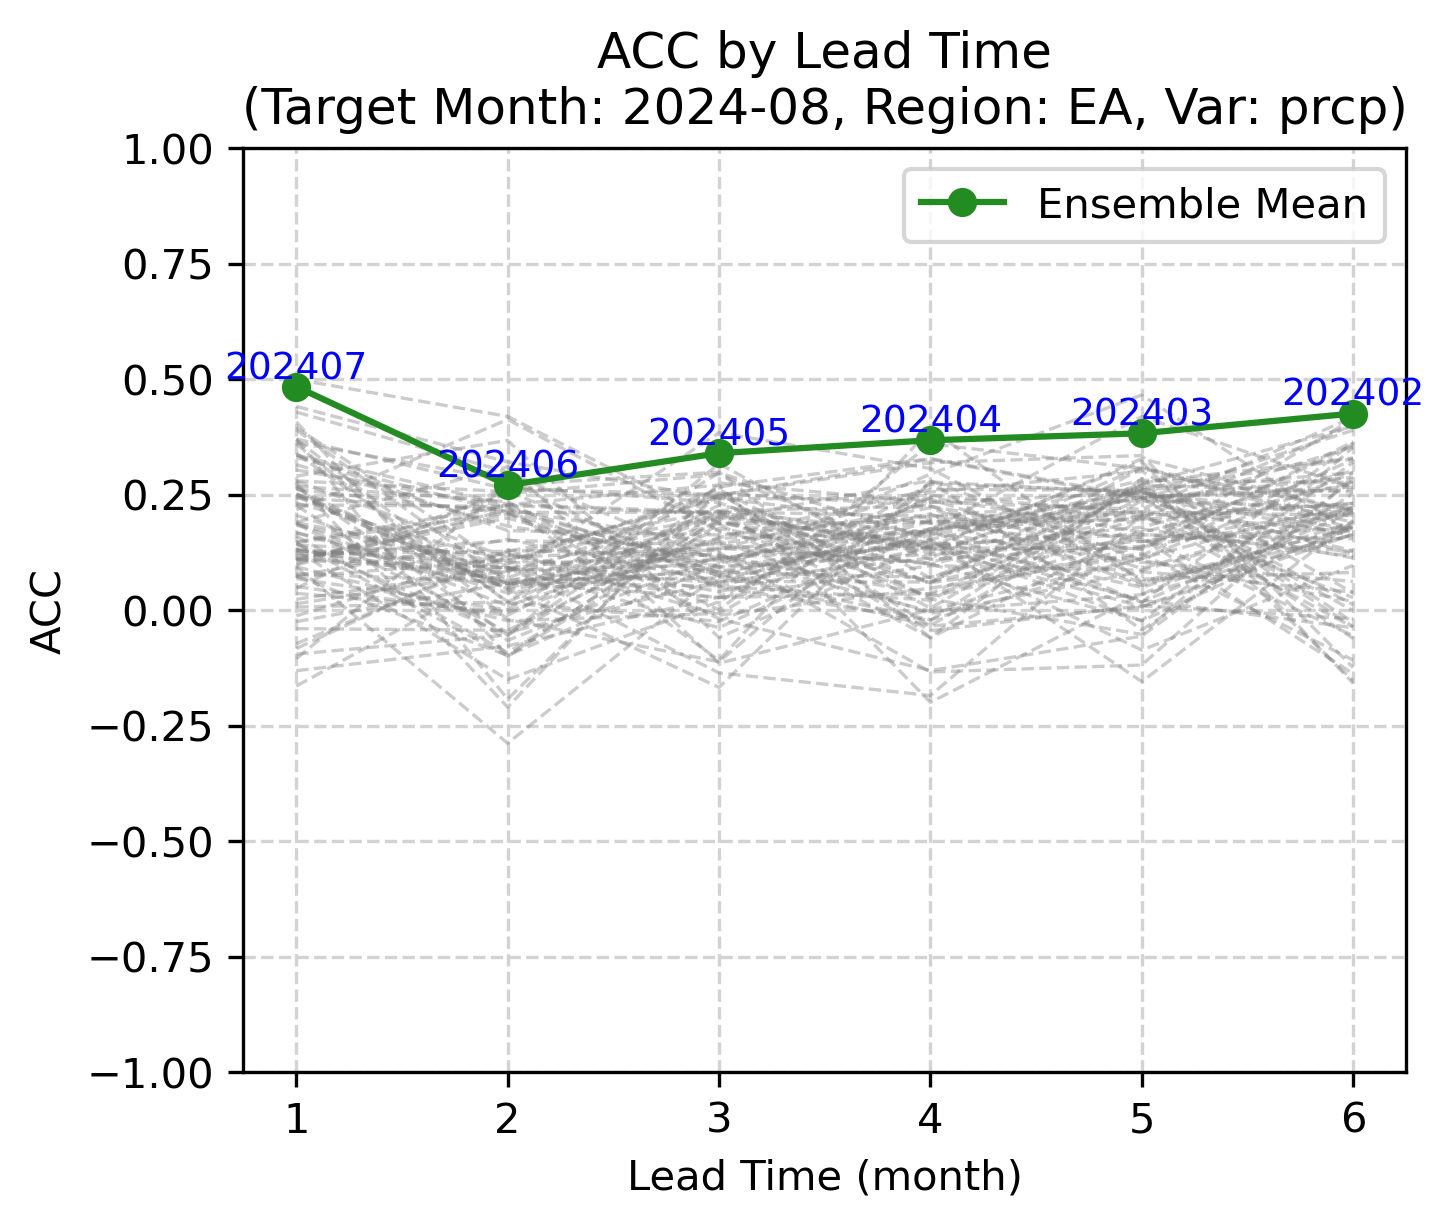 ACC by Lead Time
(Target Month: 2024-08, Region: EA, Var: prcp)
1.00
0.75
0.50
0.25
0.00
−0.25
−0.50
−0.75
−1.00
ACC
Ensemble Mean
202407
202406
202405
202404
202403
202402
1 2 3 4 5 6
Lead Time (month)